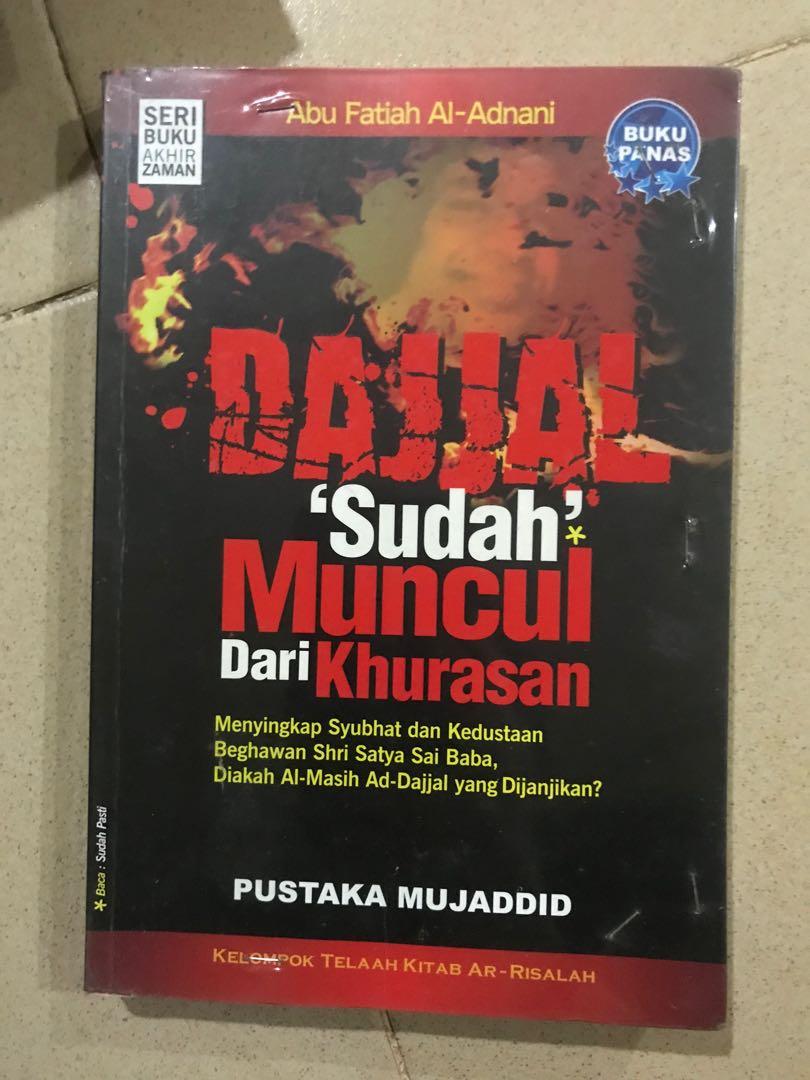 Abu Fatiah Al-Adnani
SERI
BUKU
AKHIR
ZAMAN
BUKU
PANAS
DAJJAL
‘Sudah’*
Muncul
Dari Khurasan
Menyingkap Syubhat dan Kedustaan
Beghawan Shri Satya Sai Baba,
Diakah Al-Masih Ad-Dajjal yang Dijanjikan?
* Baca : Sudah Pasti
PUSTAKA MUJADDID
KELOMPOK TELAAH KITAB AR-RISALAH